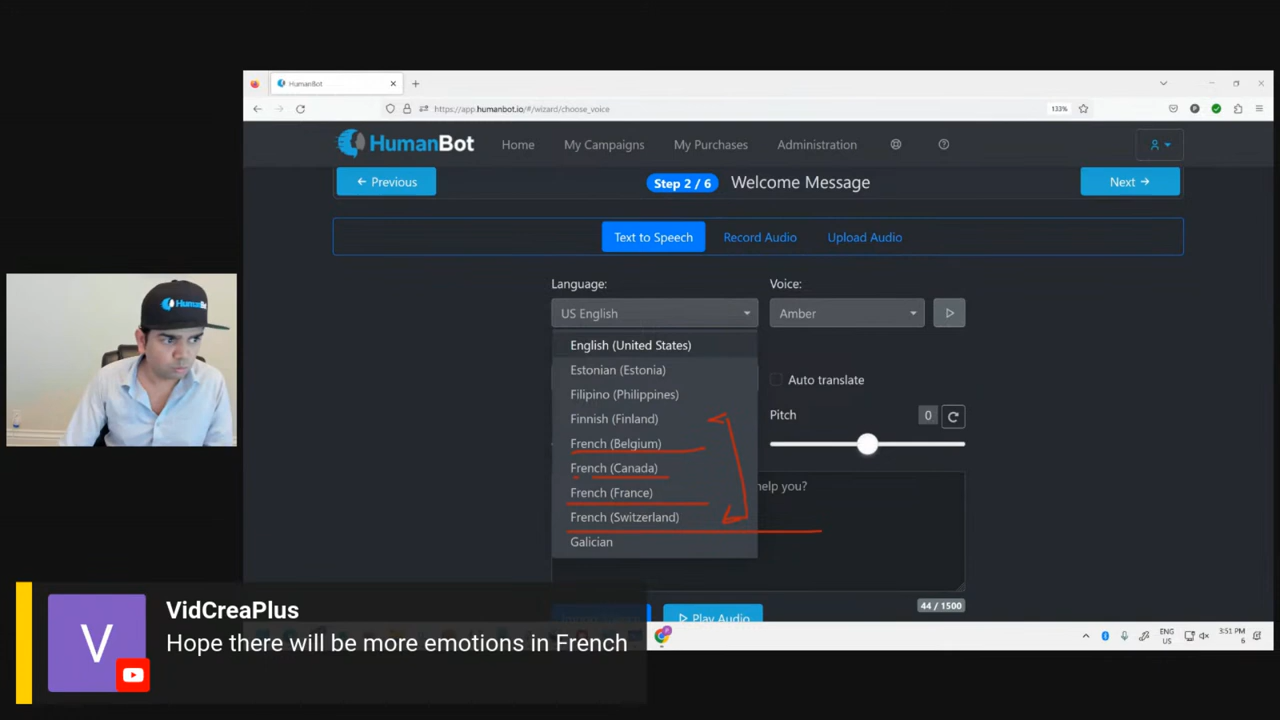 HumanBot
https://app.humanbot.io/#/wizard/choose_voice
133%
HumanBot
Home
My Campaigns
My Purchases
Administration
← Previous
Step 2 / 6
Welcome Message
Next →
Text to Speech
Record Audio
Upload Audio
Language:
Voice:
US English
Amber
English (United States)
Estonian (Estonia)
Filipino (Philippines)
Finnish (Finland)
French (Belgium)
French (Canada)
French (France)
French (Switzerland)
Galician
Auto translate
Pitch
0
help you?
44 / 1500
Play Audio
HumanBot
ENG
US
3:51 PM
6
V
VidCreaPlus
Hope there will be more emotions in French